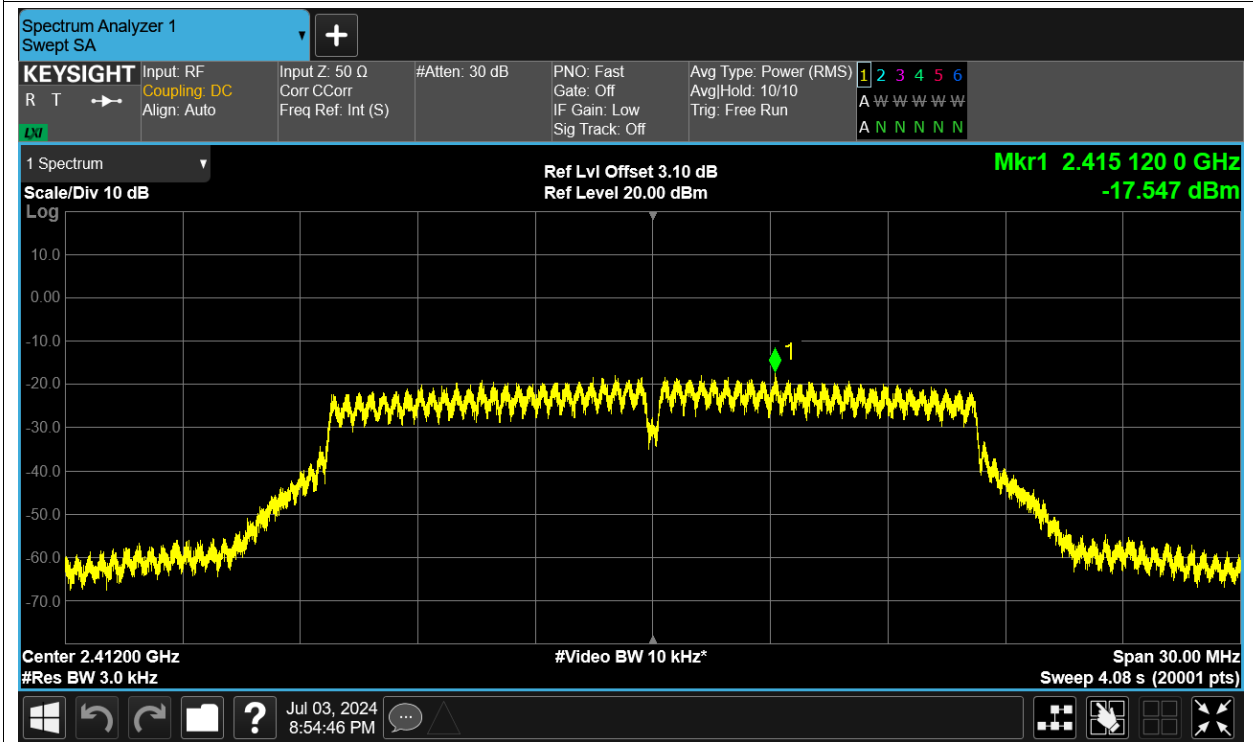 Spectrum Analyzer 1
Swept SA
KEYSIGHT
R T
LXI
Input: RF
Coupling: DC
Align: Auto
Input Z: 50 Ω
Corr CCorr
Freq Ref: Int (S)
#Atten: 30 dB
PNO: Fast
Gate: Off
IF Gain: Low
Sig Track: Off
Avg Type: Power (RMS)
Avg|Hold: 10/10
Trig: Free Run
1 2 3 4 5 6
A W W W W W
A N N N N N
1 Spectrum
Scale/Div 10 dB
Ref Lvl Offset 3.10 dB
Ref Level 20.00 dBm
Mkr1 2.415 120 0 GHz
-17.547 dBm
Log
10.0
0.00
-10.0
1
-20.0
-30.0
-40.0
-50.0
-60.0
-70.0
Center 2.41200 GHz
#Res BW 3.0 kHz
#Video BW 10 kHz*
Span 30.00 MHz
Sweep 4.08 s (20001 pts)
?
Jul 03, 2024
8:54:46 PM